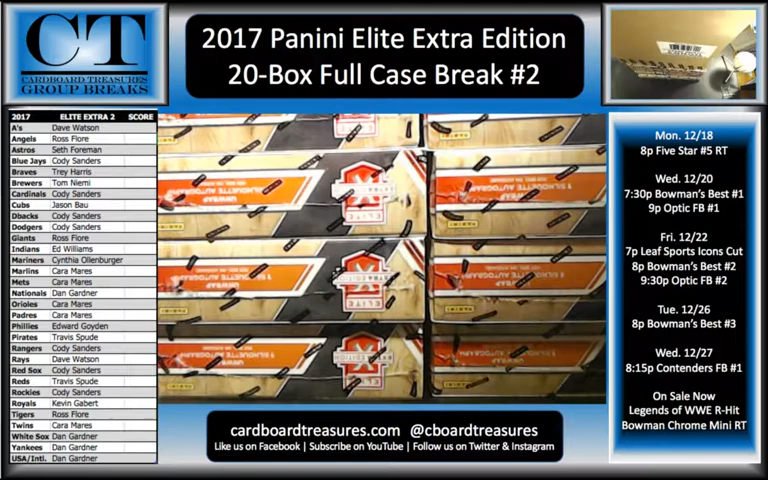 CT
CARDBOARD TREASURES
GROUP BREAKS
2017 Panini Elite Extra Edition
20-Box Full Case Break #2
2017 ELITE EXTRA 2 SCORE
A's Dave Watson
Angels Ross Flore
Astros Seth Foreman
Blue Jays Cody Sanders
Braves Trey Harris
Brewers Tom Niemi
Cardinals Cody Sanders
Cubs Jason Bau
Dbacks Cody Sanders
Dodgers Cody Sanders
Giants Ross Flore
Indians Ed Williams
Mariners Cynthia Ollenburger
Marlins Cara Mares
Mets Cara Mares
Nationals Dan Gardner
Orioles Cara Mares
Padres Cara Mares
Phillies Edward Goyden
Pirates Travis Spude
Rangers Cody Sanders
Rays Dave Watson
Red Sox Cody Sanders
Reds Travis Spude
Rockies Cody Sanders
Royals Kevin Gabert
Tigers Ross Flore
Twins Cara Mares
White Sox Dan Gardner
Yankees Dan Gardner
USA/Intl. Dan Gardner
ELITE
EXTRA EDITION
ELITE
EXTRA EDITION
ELITE
Mon. 12/18
8p Five Star #5 RT
Wed. 12/20
7:30p Bowman's Best #1
9p Optic FB #1
Fri. 12/22
7p Leaf Sports Icons Cut
8p Bowman's Best #2
9:30p Optic FB #2
Tue. 12/26
8p Bowman's Best #3
Wed. 12/27
8:15p Contenders FB #1
On Sale Now
Legends of WWE R-Hit
Bowman Chrome Mini RT
cardboardtreasures.com @cboardtreasures
Like us on Facebook | Subscribe on YouTube | Follow us on Twitter & Instagram